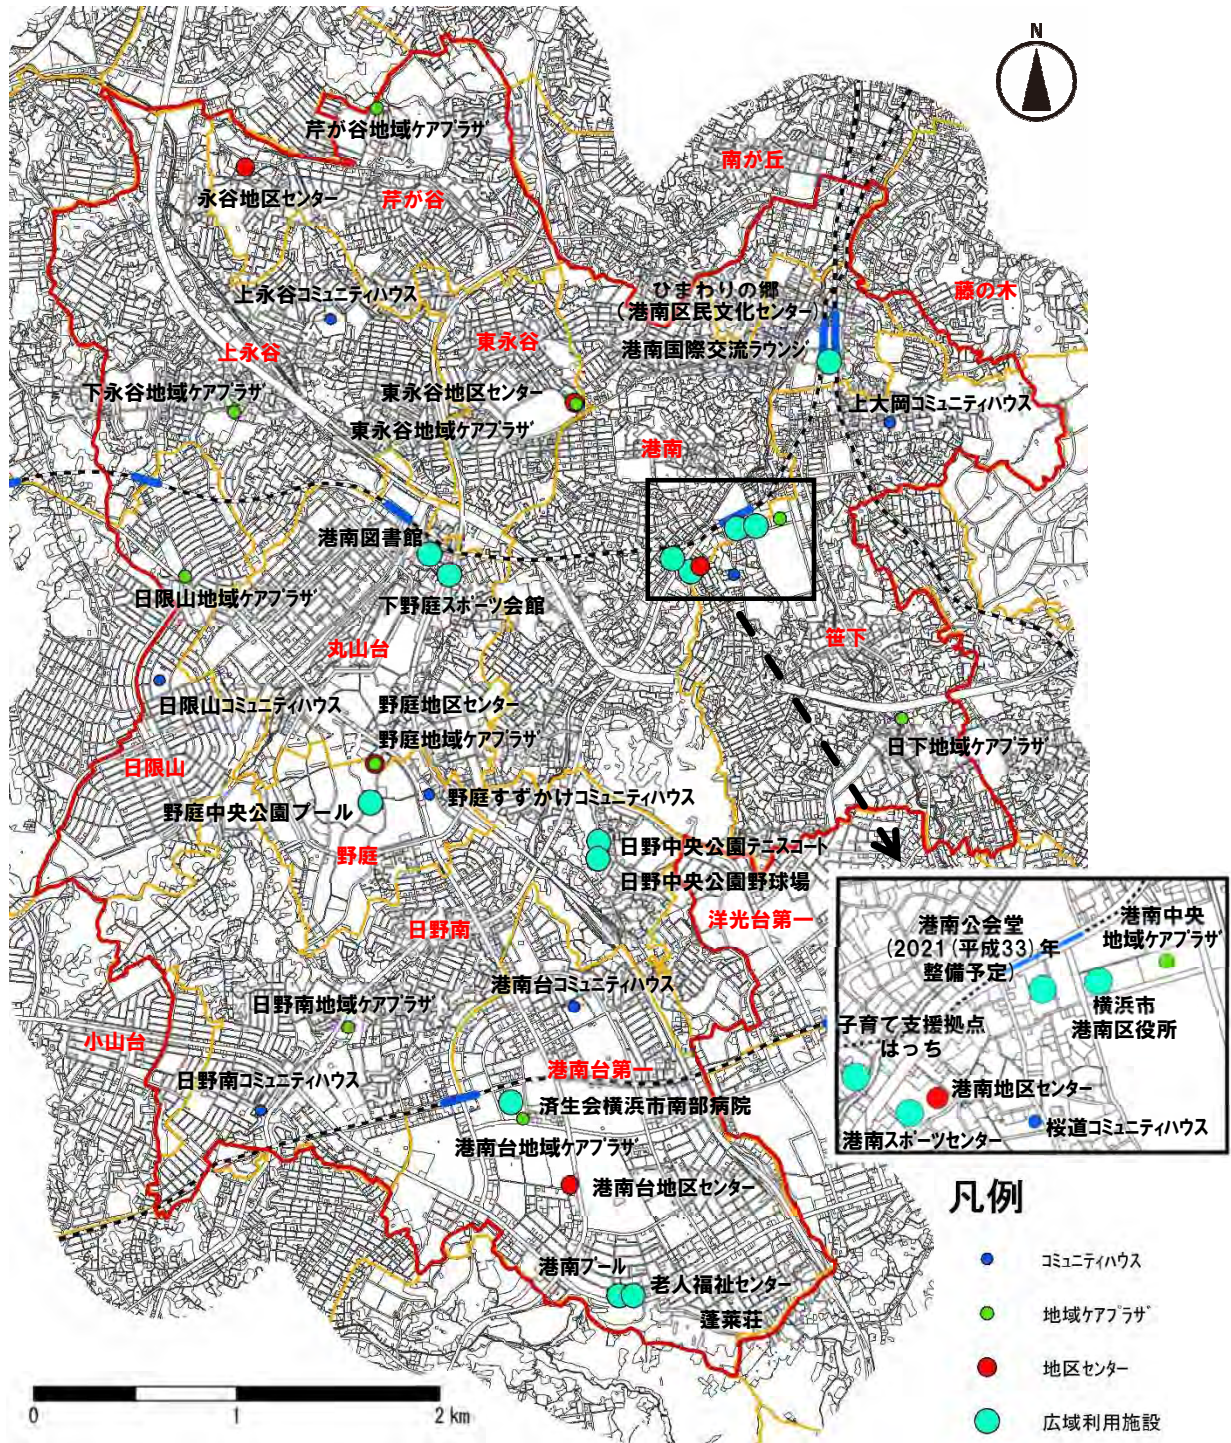 N
芹が谷地域ケアプラザ
南が丘
永谷地区センター
芹が谷
ひまわりの郷
(港南区民文化センター)
藤の木
上永谷コミュニティハウス
東永谷
港南国際交流ラウンジ
上永谷
下永谷地域ケアプラザ
東永谷地区センター
上大岡コミュニティハウス
東永谷地域ケアプラザ
港南
港南図書館
日限山地域ケアプラザ
下野庭スポーツ会館
丸山台
笹下
日限山コミュニティハウス
野庭地区センター
野庭地域ケアプラザ
日下地域ケアプラザ
日限山
野庭中央公園プール
野庭すずかけコミュニティハウス
野庭
日野中央公園テニスコート
日野中央公園野球場
日野南
洋光台第一
港南公会堂
(2021(平成33)年
整備予定)
港南中央
地域ケアプラザ
横浜市
港南区役所
子育て支援拠点
はっち
港南地区センター
港南スポーツセンター
桜道コミュニティハウス
港南台コミュニティハウス
日野南地域ケアプラザ
小山台
港南台第一
日野南コミュニティハウス
済生会横浜市南部病院
港南台地域ケアプラザ
港南台地区センター
港南プール
老人福祉センター
蓬莱荘
凡例
コミュニティハウス
地域ケアプラザ
地区センター
広域利用施設
0 1 2 km